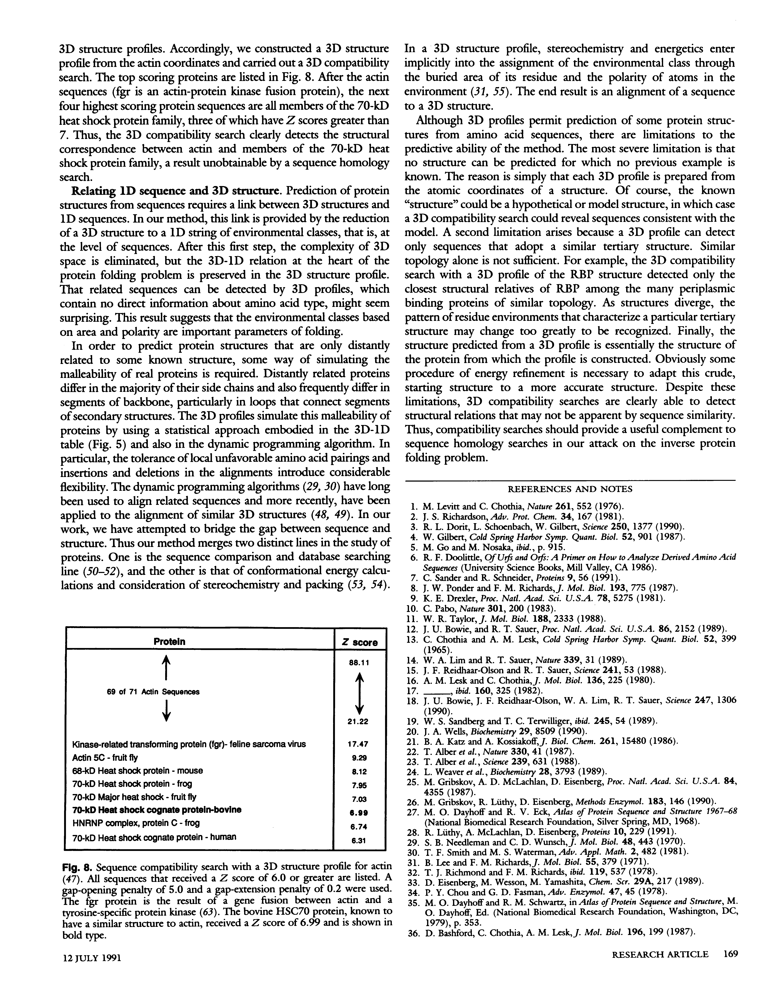 3D structure profiles. Accordingly, we constructed a 3D structure
profile from the actin coordinates and carried out a 3D compatibility
search. The top scoring proteins are listed in Fig. 8. After the actin
sequences (fgr is an actin-protein kinase fusion protein), the next
four highest scoring protein sequences are all members of the 70-kD
heat shock protein family, three of which have Z scores greater than
7. Thus, the 3D compatibility search clearly detects the structural
correspondence between actin and members of the 70-kD heat
shock protein family, a result unobtainable by a sequence homology
search.
Relating 1D sequence and 3D structure. Prediction of protein
structures from sequences requires a link between 3D structures and
1D sequences. In our method, this link is provided by the reduction
of a 3D structure to a 1D string of environmental classes, that is, at
the level of sequences. After this first step, the complexity of 3D
space is eliminated, but the 3D-1D relation at the heart of the
protein folding problem is preserved in the 3D structure profile.
That related sequences can be detected by 3D profiles, which
contain no direct information about amino acid type, might seem
surprising. This result suggests that the environmental classes based
on area and polarity are important parameters of folding.
In order to predict protein structures that are only distantly
related to some known structure, some way of simulating the
malleability of real proteins is required. Distantly related proteins
differ in the majority of their side chains and also frequently differ in
segments of backbone, particularly in loops that connect segments
of secondary structures. The 3D profiles simulate this malleability of
proteins by using a statistical approach embodied in the 3D-1D
table (Fig. 5) and also in the dynamic programming algorithm. In
particular, the tolerance of local unfavorable amino acid pairings and
insertions and deletions in the alignments introduce considerable
flexibility. The dynamic programming algorithms (29, 30) have long
been used to align related sequences and more recently, have been
applied to the alignment of similar 3D structures (48, 49). In our
work, we have attempted to bridge the gap between sequence and
structure. Thus our method merges two distinct lines in the study of
proteins. One is the sequence comparison and database searching
line (50–52), and the other is that of conformational energy calcu-
lations and consideration of stereochemistry and packing (53, 54).
Protein Z score
88.11
69 of 71 Actin Sequences
21.22
Kinase-related transforming protein (fgr)- feline sarcoma virus 17.47
Actin 5C - fruit fly 9.29
68-kD Heat shock protein - mouse 8.12
70-kD Heat shock protein - frog 7.95
70-kD Major heat shock - fruit fly 7.03
70-kD Heat shock cognate protein-bovine 6.99
HNRNP complex, protein C - frog 6.74
70-kD Heat shock cognate protein - human 6.31
Fig. 8. Sequence compatibility search with a 3D structure profile for actin
(47). All sequences that received a Z score of 6.0 or greater are listed. A
gap-opening penalty of 5.0 and a gap-extension penalty of 0.2 were used.
The fgr protein is the result of a gene fusion between actin and a
tyrosine-specific protein kinase (63). The bovine HSC70 protein, known to
have a similar structure to actin, received a Z score of 6.99 and is shown in
bold type.
In a 3D structure profile, stereochemistry and energetics enter
implicitly into the assignment of the environmental class through
the buried area of its residue and the polarity of atoms in the
environment (31, 55). The end result is an alignment of a sequence
to a 3D structure.
Although 3D profiles permit prediction of some protein struc-
tures from amino acid sequences, there are limitations to the
predictive ability of the method. The most severe limitation is that
no structure can be predicted for which no previous example is
known. The reason is simply that each 3D profile is prepared from
the atomic coordinates of a structure. Of course, the known
“structure” could be a hypothetical or model structure, in which case
a 3D compatibility search could reveal sequences consistent with the
model. A second limitation arises because a 3D profile can detect
only sequences that adopt a similar tertiary structure. Similar
topology alone is not sufficient. For example, the 3D compatibility
search with a 3D profile of the RBP structure detected only the
closest structural relatives of RBP among the many periplasmic
binding proteins of similar topology. As structures diverge, the
pattern of residue environments that characterize a particular tertiary
structure may change too greatly to be recognized. Finally, the
structure predicted from a 3D profile is essentially the structure of
the protein from which the profile is constructed. Obviously some
procedure of energy refinement is necessary to adapt this crude,
starting structure to a more accurate structure. Despite these
limitations, 3D compatibility searches are clearly able to detect
structural relations that may not be apparent by sequence similarity.
Thus, compatibility searches should provide a useful complement to
sequence homology searches in our attack on the inverse protein
folding problem.
REFERENCES AND NOTES
1. M. Levitt and C. Chothia, Nature 261, 552 (1976).
2. J. S. Richardson, Adv. Prot. Chem. 34, 167 (1981).
3. R. L. Dorit, L. Schoenbach, W. Gilbert, Science 250, 1377 (1990).
4. W. Gilbert, Cold Spring Harbor Symp. Quant. Biol. 52, 901 (1987).
5. M. Go and M. Nosaka, ibid., p. 915.
6. R. F. Doolittle, Of Urfs and Orfs: A Primer on How to Analyze Derived Amino Acid
Sequences (University Science Books, Mill Valley, CA 1986).
7. C. Sander and R. Schneider, Proteins 9, 56 (1991).
8. J. W. Ponder and F. M. Richards, J. Mol. Biol. 193, 775 (1987).
9. K. E. Drexler, Proc. Natl. Acad. Sci. U.S.A. 78, 5275 (1981).
10. C. Pabo, Nature 301, 200 (1983).
11. W. R. Taylor, J. Mol. Biol. 188, 2333 (1988).
12. J. U. Bowie, and R. T. Sauer, Proc. Natl. Acad. Sci. U.S.A. 86, 2152 (1989).
13. C. Chothia and A. M. Lesk, Cold Spring Harbor Symp. Quant. Biol. 52, 399
(1965).
14. W. A. Lim and R. T. Sauer, Nature 339, 31 (1989).
15. J. F. Reidhaar-Olson and R. T. Sauer, Science 241, 53 (1988).
16. A. M. Lesk and C. Chothia, J. Mol. Biol. 136, 225 (1980).
17. _____, ibid. 160, 325 (1982).
18. J. U. Bowie, J. F. Reidhaar-Olson, W. A. Lim, R. T. Sauer, Science 247, 1306
(1990).
19. W. S. Sandberg and T. C. Terwilliger, ibid. 245, 54 (1989).
20. J. A. Wells, Biochemistry 29, 8509 (1990).
21. B. A. Katz and A. Kossiakoff, J. Biol. Chem. 261, 15480 (1986).
22. T. Alber et al., Nature 330, 41 (1987).
23. T. Alber et al., Science 239, 631 (1988).
24. L. Weaver et al., Biochemistry 28, 3793 (1989).
25. M. Gribskov, A. D. McLachlan, D. Eisenberg, Proc. Natl. Acad. Sci. U.S.A. 84,
4355 (1987).
26. M. Gribskov, R. Lüthy, D. Eisenberg, Methods Enzymol. 183, 146 (1990).
27. M. O. Dayhoff and R. V. Eck, Atlas of Protein Sequence and Structure 1967–68
(National Biomedical Research Foundation, Silver Spring, MD, 1968).
28. R. Lüthy, A. McLachlan, D. Eisenberg, Proteins 10, 229 (1991).
29. S. B. Needleman and C. D. Wunsch, J. Mol. Biol. 48, 443 (1970).
30. T. F. Smith and M. S. Waterman, Adv. Appl. Math. 2, 482 (1981).
31. B. Lee and F. M. Richards, J. Mol. Biol. 55, 379 (1971).
32. T. J. Richmond and F. M. Richards, ibid. 119, 537 (1978).
33. D. Eisenberg, M. Wesson, M. Yamashita, Chem. Scr. 29A, 217 (1989).
34. P. Y. Chou and G. D. Fasman, Adv. Enzymol. 47, 45 (1978).
35. M. O. Dayhoff and R. M. Schwartz, in Atlas of Protein Sequence and Structure, M.
O. Dayhoff, Ed. (National Biomedical Research Foundation, Washington, DC,
1979), p. 353.
36. D. Bashford, C. Chothia, A. M. Lesk, J. Mol. Biol. 196, 199 (1987).
12 JULY 1991
RESEARCH ARTICLE 169